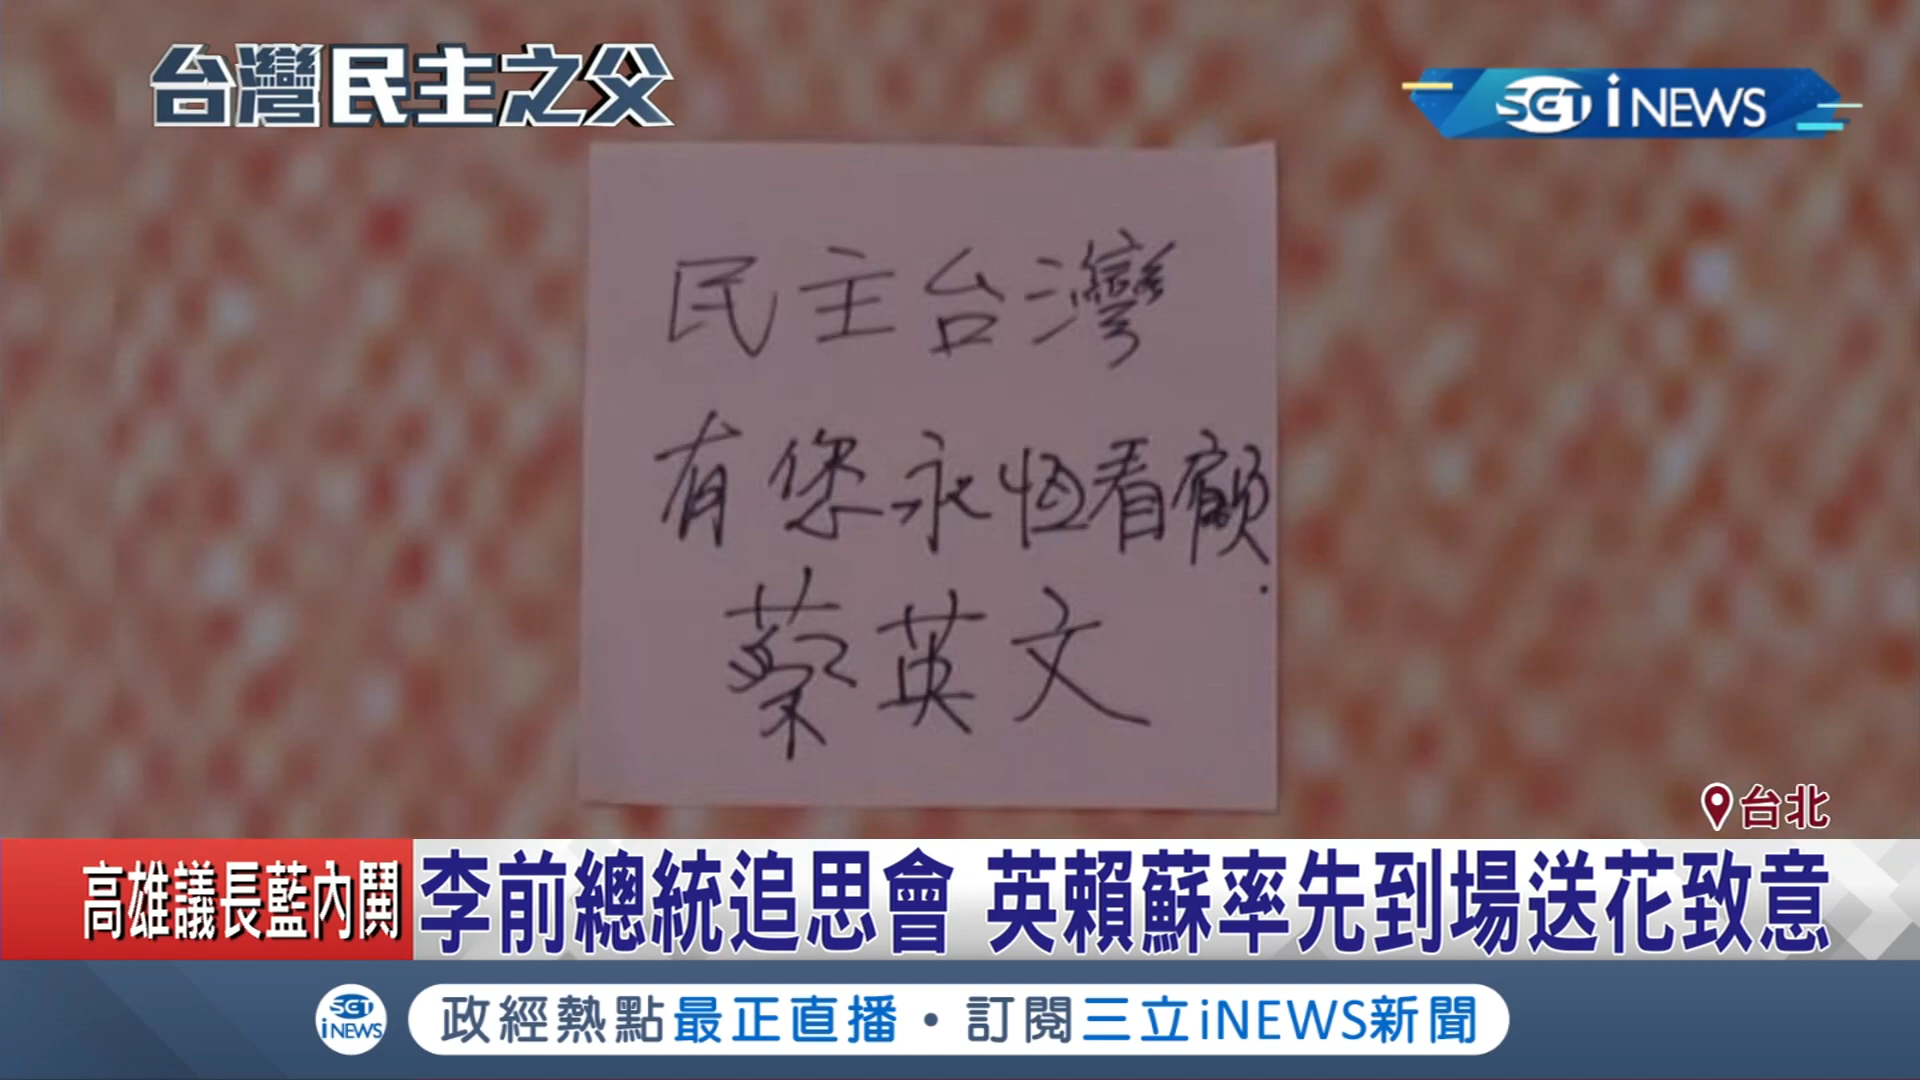 台灣民主之父
SET iNEWS
民主台灣
有您永恆看顧.
蔡英文
台北
高雄議長藍內鬨
李前總統追思會 英賴蘇率先到場送花致意
SET iNEWS
政經熱點最正直播・訂閱三立iNEWS新聞